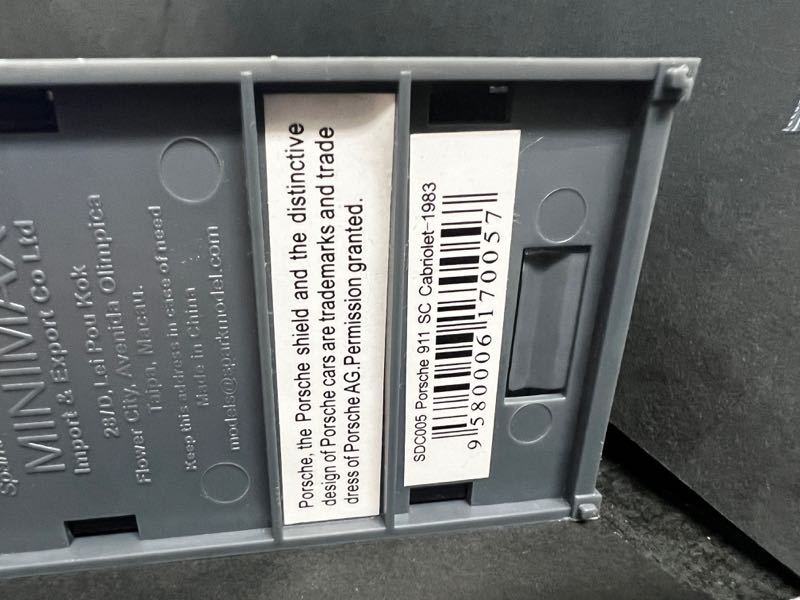 Spark
MINIMAX
Import & Export Co Ltd
28/D, Lei Pou Kok
Flower City, Avenida Olimpica
Taipa, Macau.
Keep this address in case of need
Made in China
models@sparkmodel.com
Porsche, the Porsche shield and the distinctive
design of Porsche cars are trademarks and trade
dress of Porsche AG.Permission granted.
SDC005 Porsche 911 SC Cabriolet-1983
9 580006 170057